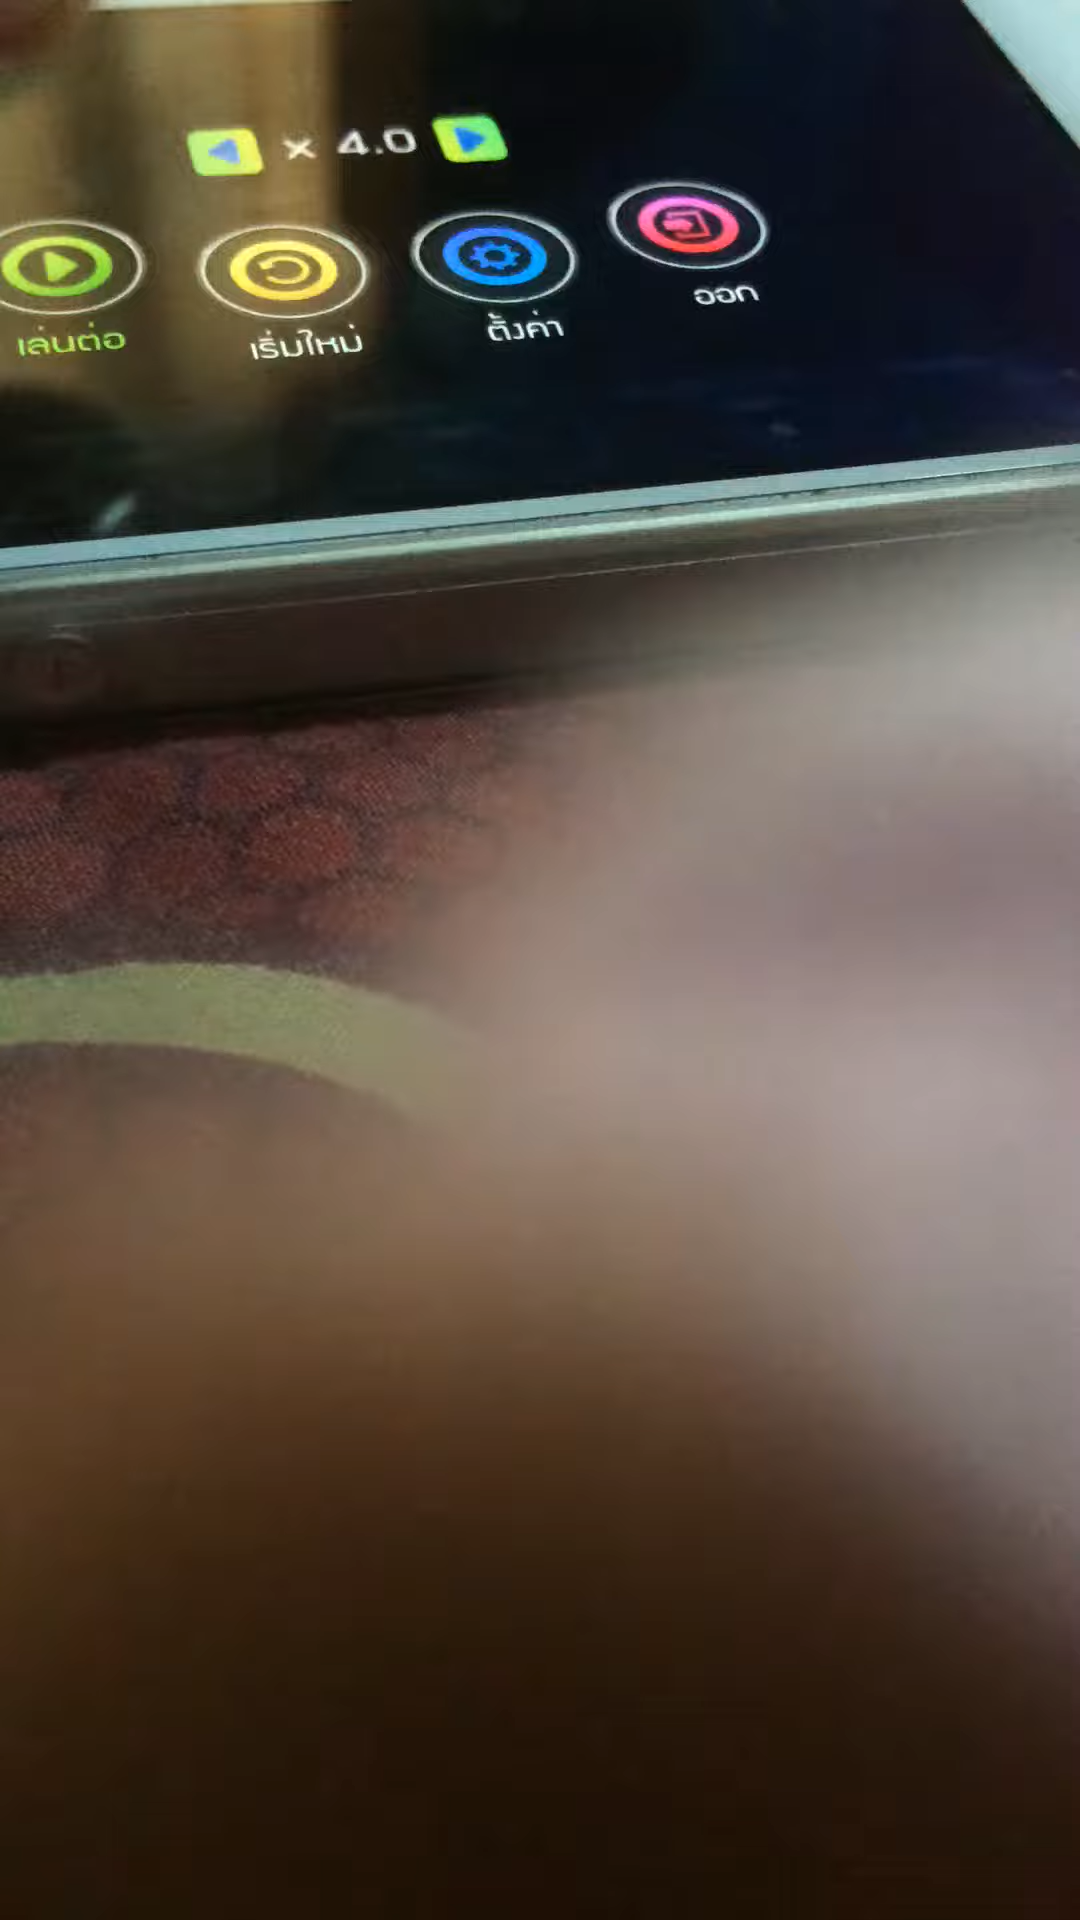 x 4.0
เล่นต่อ
เริ่มใหม่
ตั้งค่า
ออก